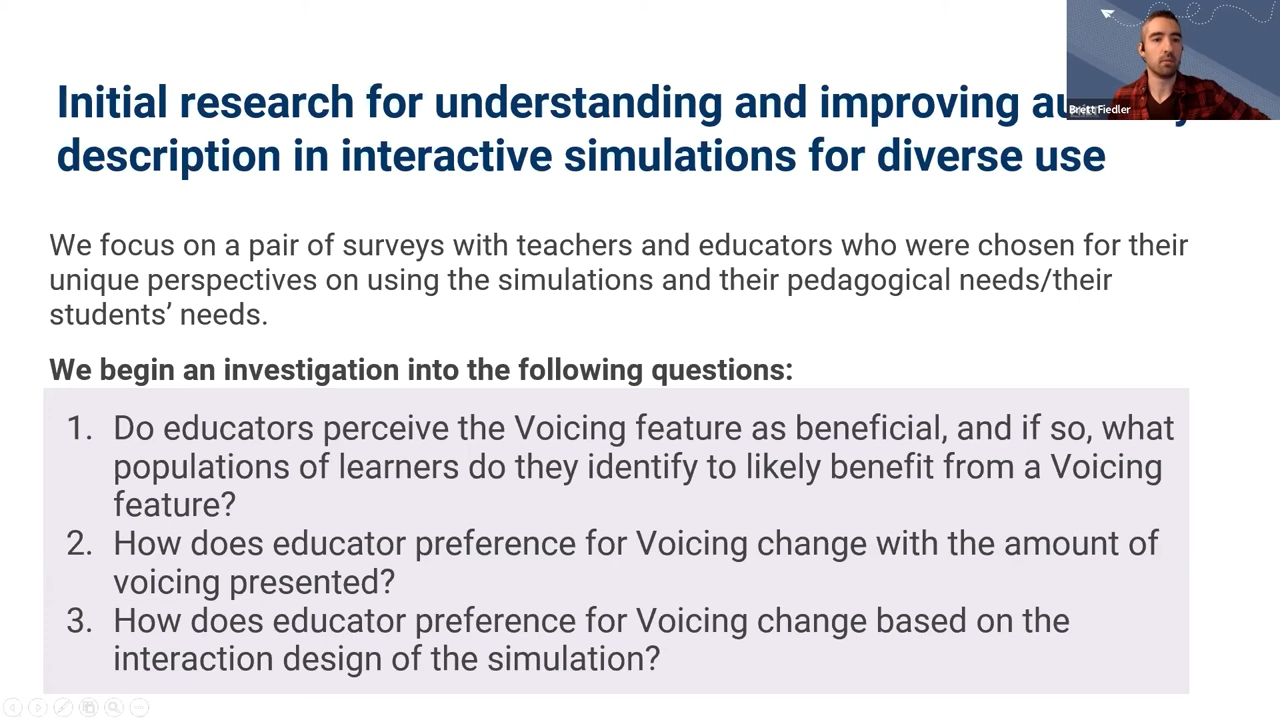 Initial research for understanding and improving
description in interactive simulations for diverse use
Brett Fiedler
We focus on a pair of surveys with teachers and educators who were chosen for their
unique perspectives on using the simulations and their pedagogical needs/their
students’ needs.
We begin an investigation into the following questions:
1. Do educators perceive the Voicing feature as beneficial, and if so, what
populations of learners do they identify to likely benefit from a Voicing
feature?
2. How does educator preference for Voicing change with the amount of
voicing presented?
3. How does educator preference for Voicing change based on the
interaction design of the simulation?